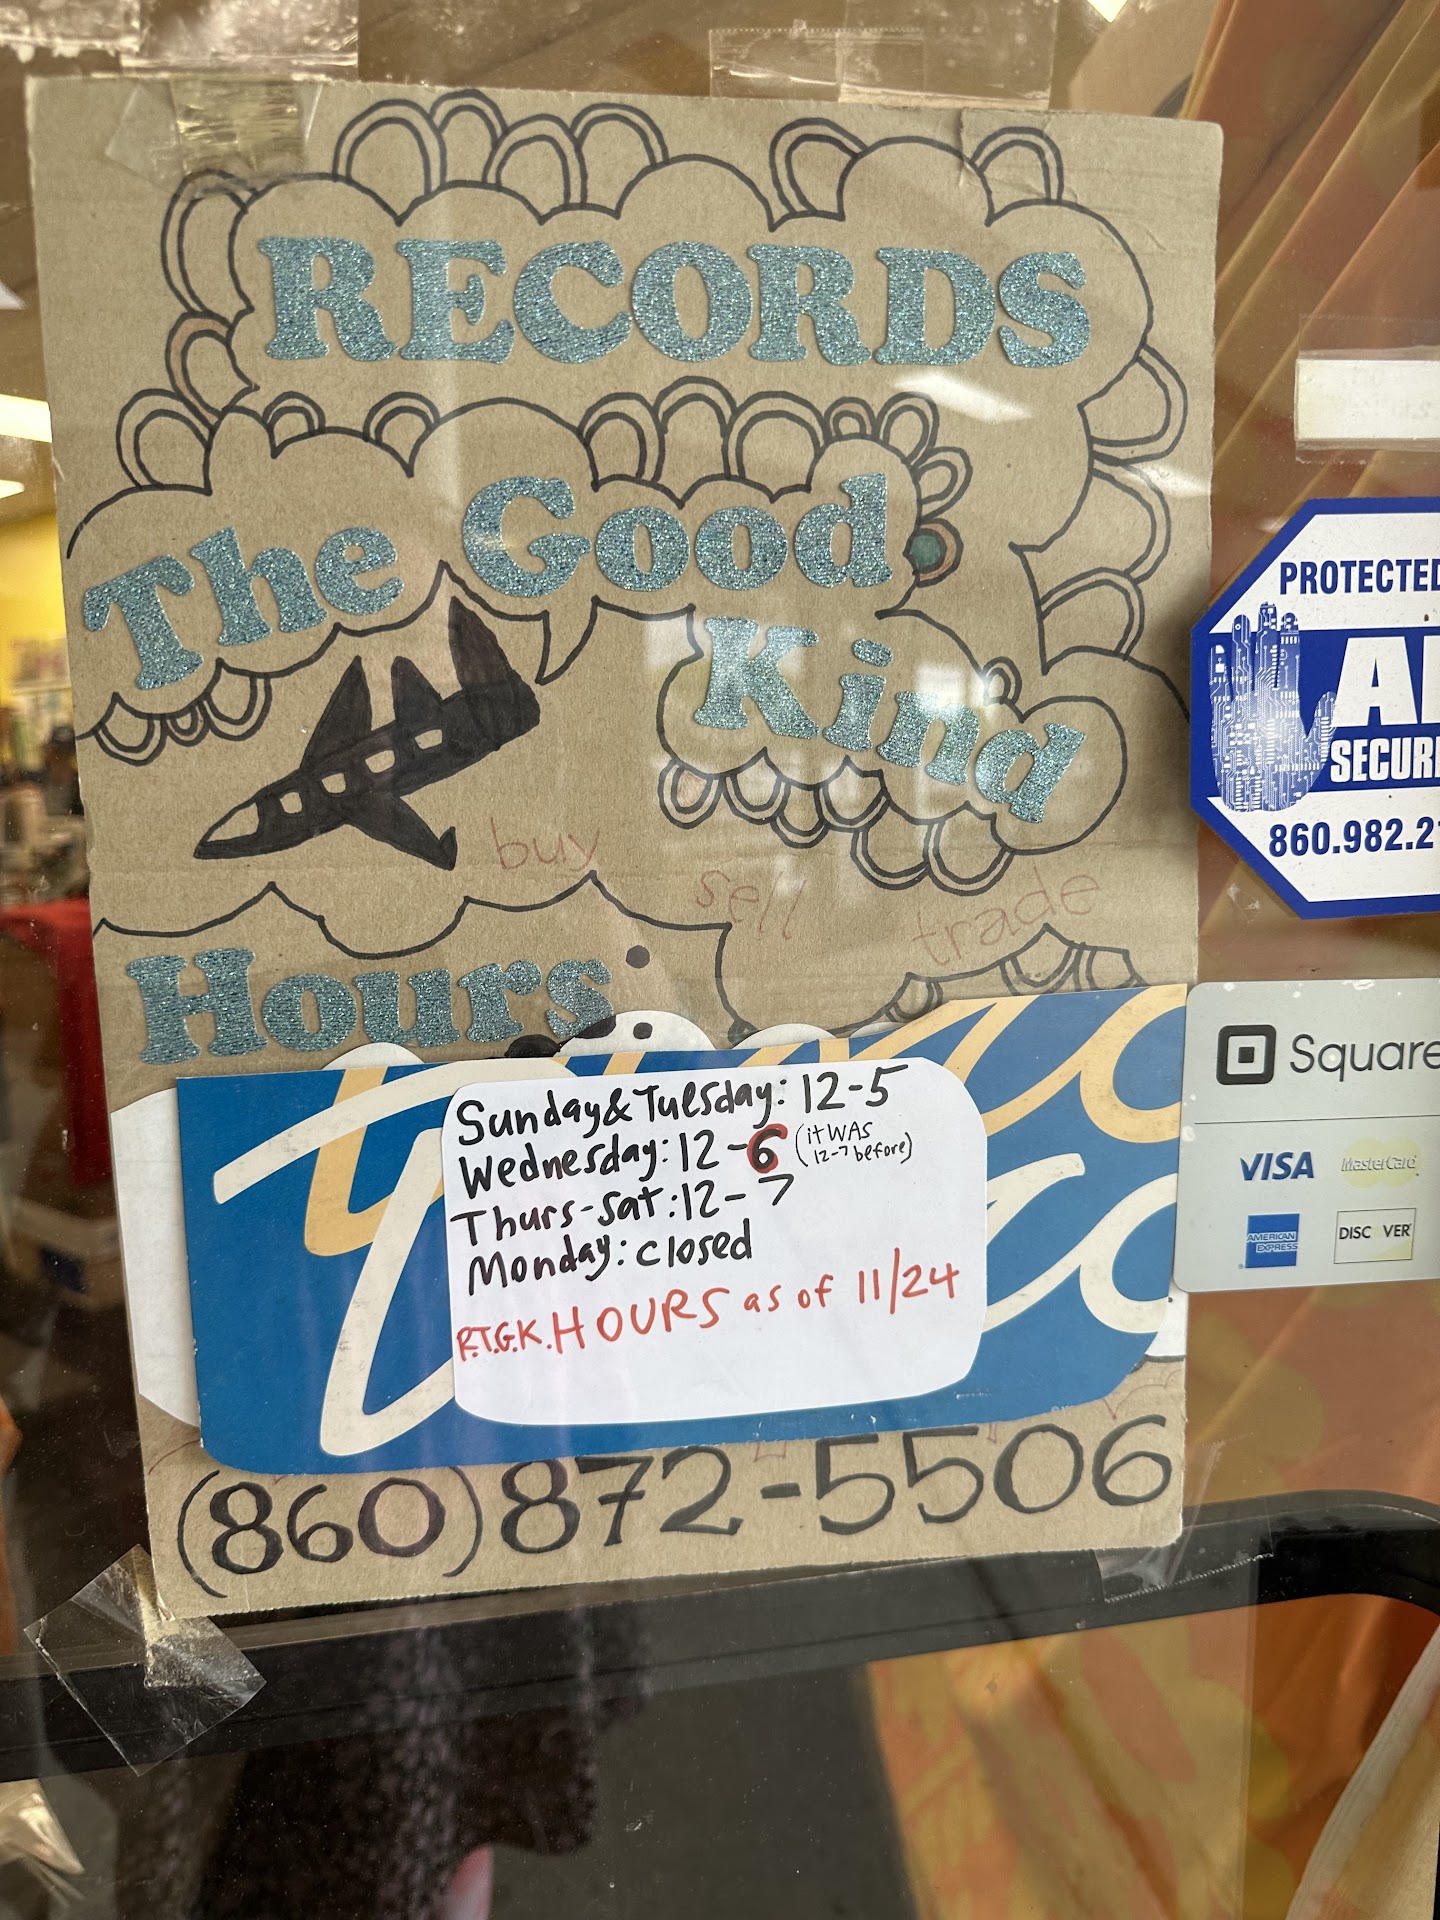 RECORDS
The Good
Kind
buy
sell
trade
Hours
Sunday & Tuesday: 12-5
Wednesday: 12-6 (it WAS
12-7 before)
Thurs-Sat: 12-7
Monday: closed
R.T.G.K. HOURS as of 11/24
(860) 872-5506
PROTECTED
SECURI
860.982.2
Square
VISA MasterCard
AMERICAN
EXPRESS
DISCOVER